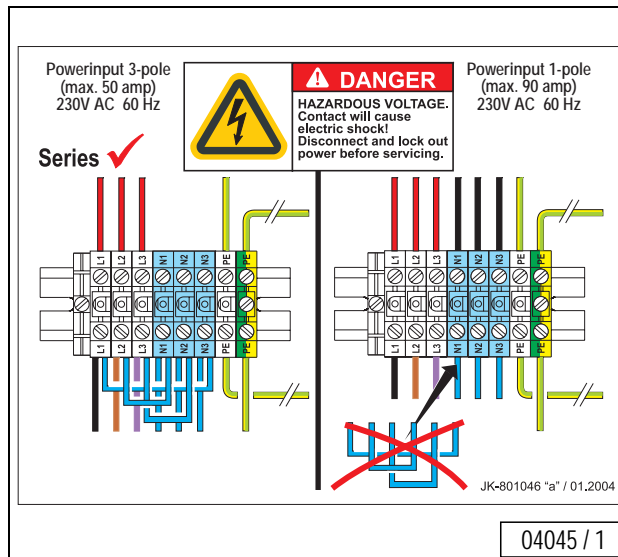 Powerinput 3-pole
(max. 50 amp)
230V AC 60 Hz
DANGER
HAZARDOUS VOLTAGE.
Contact will cause
electric shock!
Disconnect and lock out
power before servicing.
Powerinput 1-pole
(max. 90 amp)
230V AC 60 Hz
Series
L1 L2 L3 N1 N2 N3 PE PE
L1 L2 L3 N1 N2 N3 PE PE
L1 L2 L3 N1 N2 N3 PE PE
L1 L2 L3 N1 N2 N3 PE PE
JK-801046 "a" / 01.2004
04045 / 1